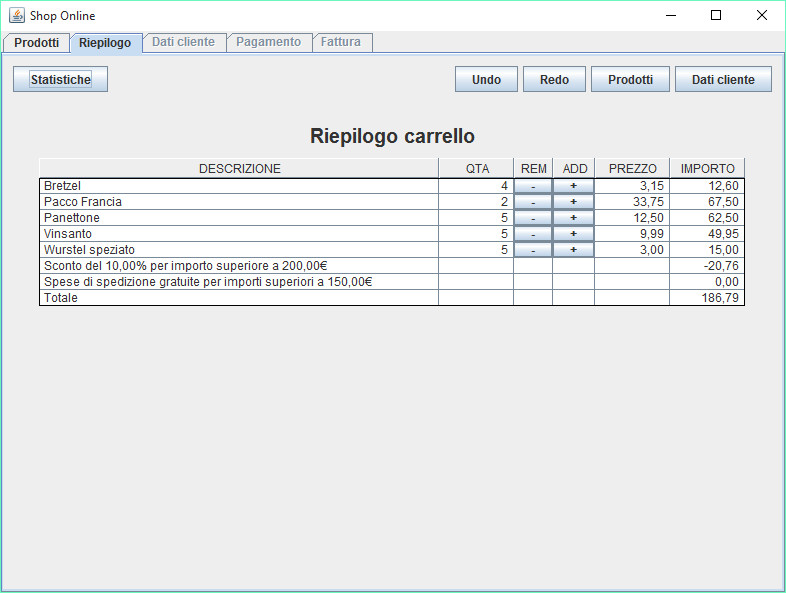 Shop Online
Prodotti Riepilogo Dati cliente Pagamento Fattura
Statistiche Undo Redo Prodotti Dati cliente
Riepilogo carrello
DESCRIZIONE QTA REM ADD PREZZO IMPORTO
Bretzel 4 - + 3,15 12,60
Pacco Francia 2 - + 33,75 67,50
Panettone 5 - + 12,50 62,50
Vinsanto 5 - + 9,99 49,95
Wurstel speziato 5 - + 3,00 15,00
Sconto del 10,00% per importo superiore a 200,00€ -20,76
Spese di spedizione gratuite per importi superiori a 150,00€ 0,00
Totale 186,79